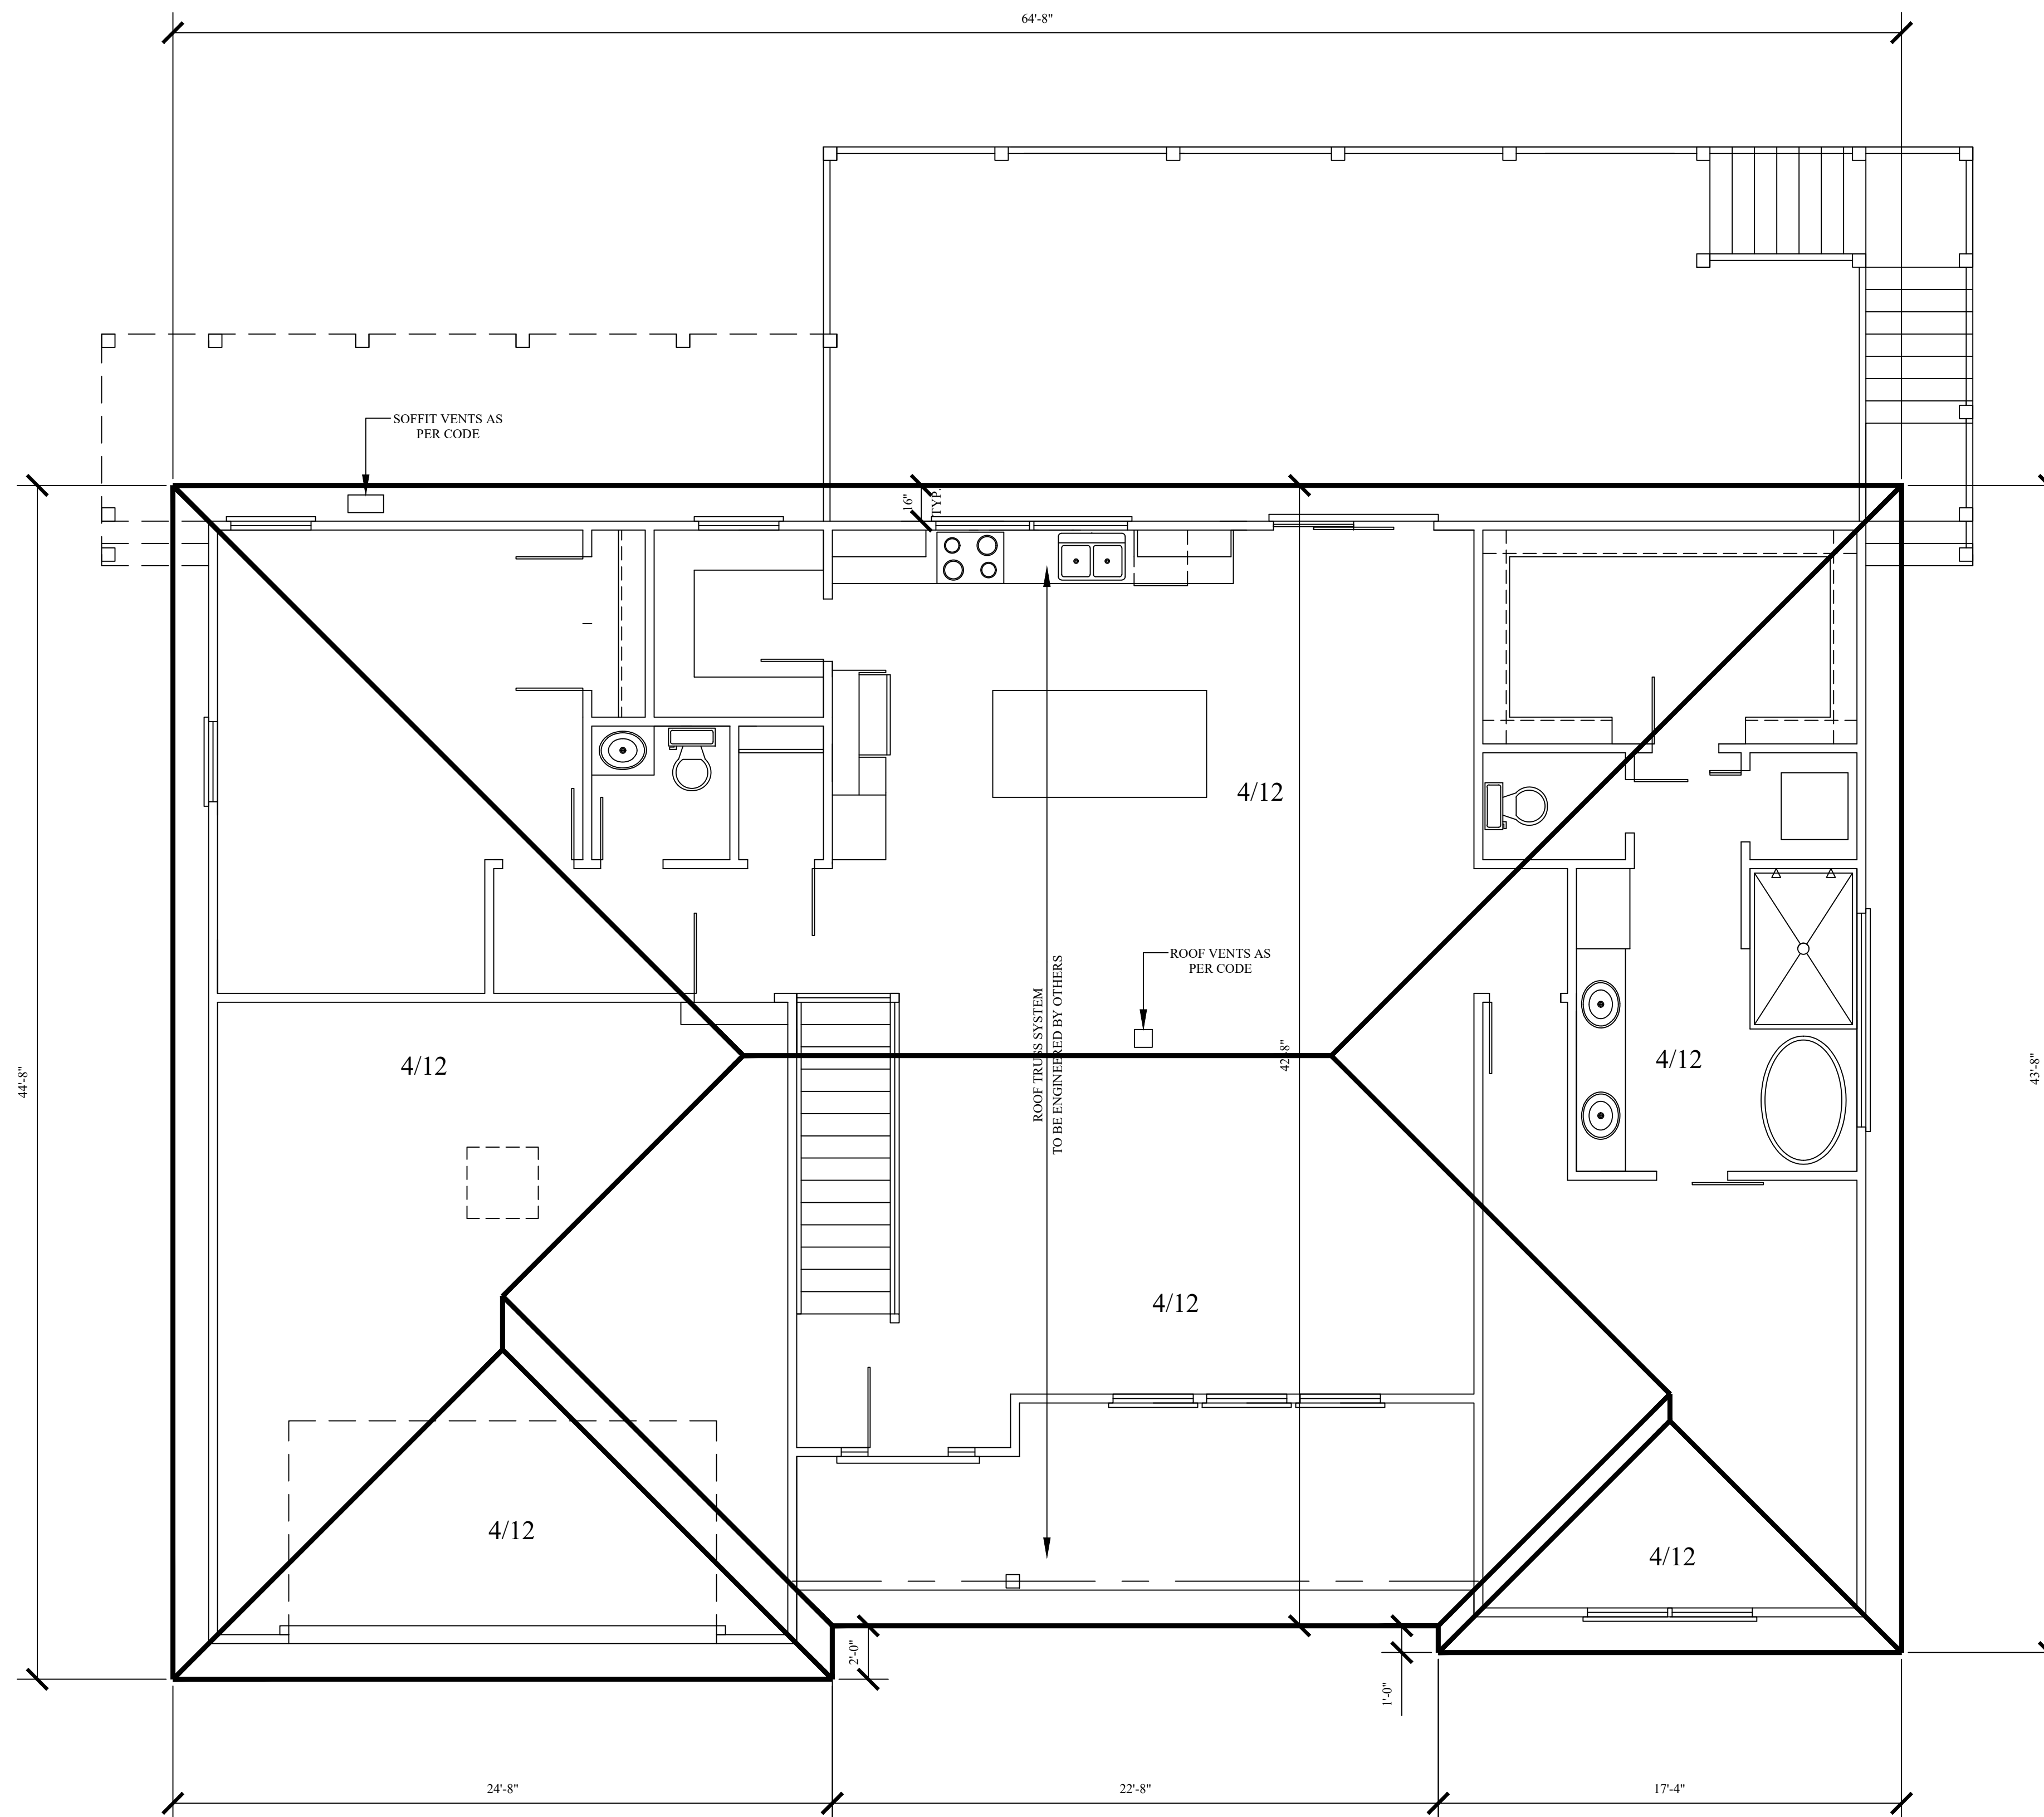 64'-8"
SOFFIT VENTS AS
PER CODE
16"
TYP.
4/12
ROOF VENTS AS
PER CODE
ROOF TRUSS SYSTEM
TO BE ENGINEERED BY OTHERS
42'-8"
44'-8"
4/12
4/12
43'-8"
4/12
4/12
4/12
2'-0"
1'-0"
24'-8"
22'-8"
17'-4"